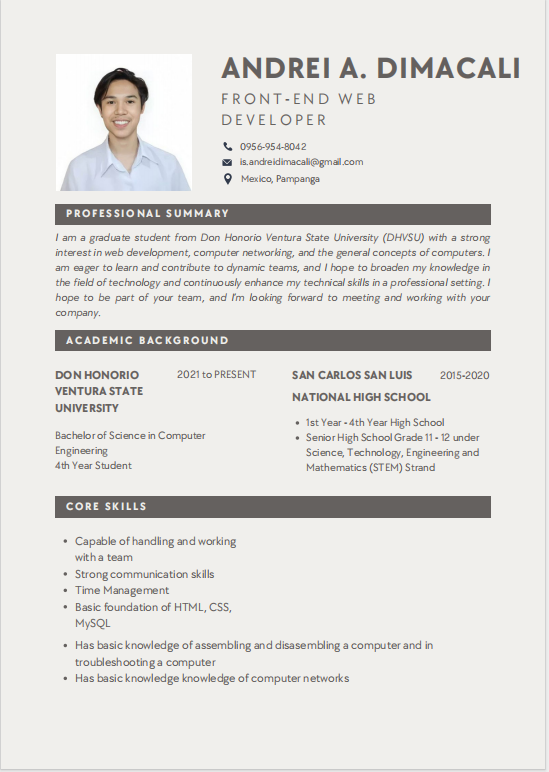 ANDREI A. DIMACALI
FRONT-END WEB
DEVELOPER
0956-954-8042
is.andreidimacali@gmail.com
Mexico, Pampanga
PROFESSIONAL SUMMARY
I am a graduate student from Don Honorio Ventura State University (DHVSU) with a strong
interest in web development, computer networking, and the general concepts of computers. I
am eager to learn and contribute to dynamic teams, and I hope to broaden my knowledge in
the field of technology and continuously enhance my technical skills in a professional setting. I
hope to be part of your team, and I'm looking forward to meeting and working with your
company.
ACADEMIC BACKGROUND
DON HONORIO 2021 to PRESENT
VENTURA STATE
UNIVERSITY
Bachelor of Science in Computer
Engineering
4th Year Student
SAN CARLOS SAN LUIS 2015-2020
NATIONAL HIGH SCHOOL
• 1st Year - 4th Year High School
• Senior High School Grade 11 - 12 under
Science, Technology, Engineering and
Mathematics (STEM) Strand
CORE SKILLS
• Capable of handling and working
with a team
• Strong communication skills
• Time Management
• Basic foundation of HTML, CSS,
MySQL
• Has basic knowledge of assembling and disasembling a computer and in
troubleshooting a computer
• Has basic knowledge knowledge of computer networks